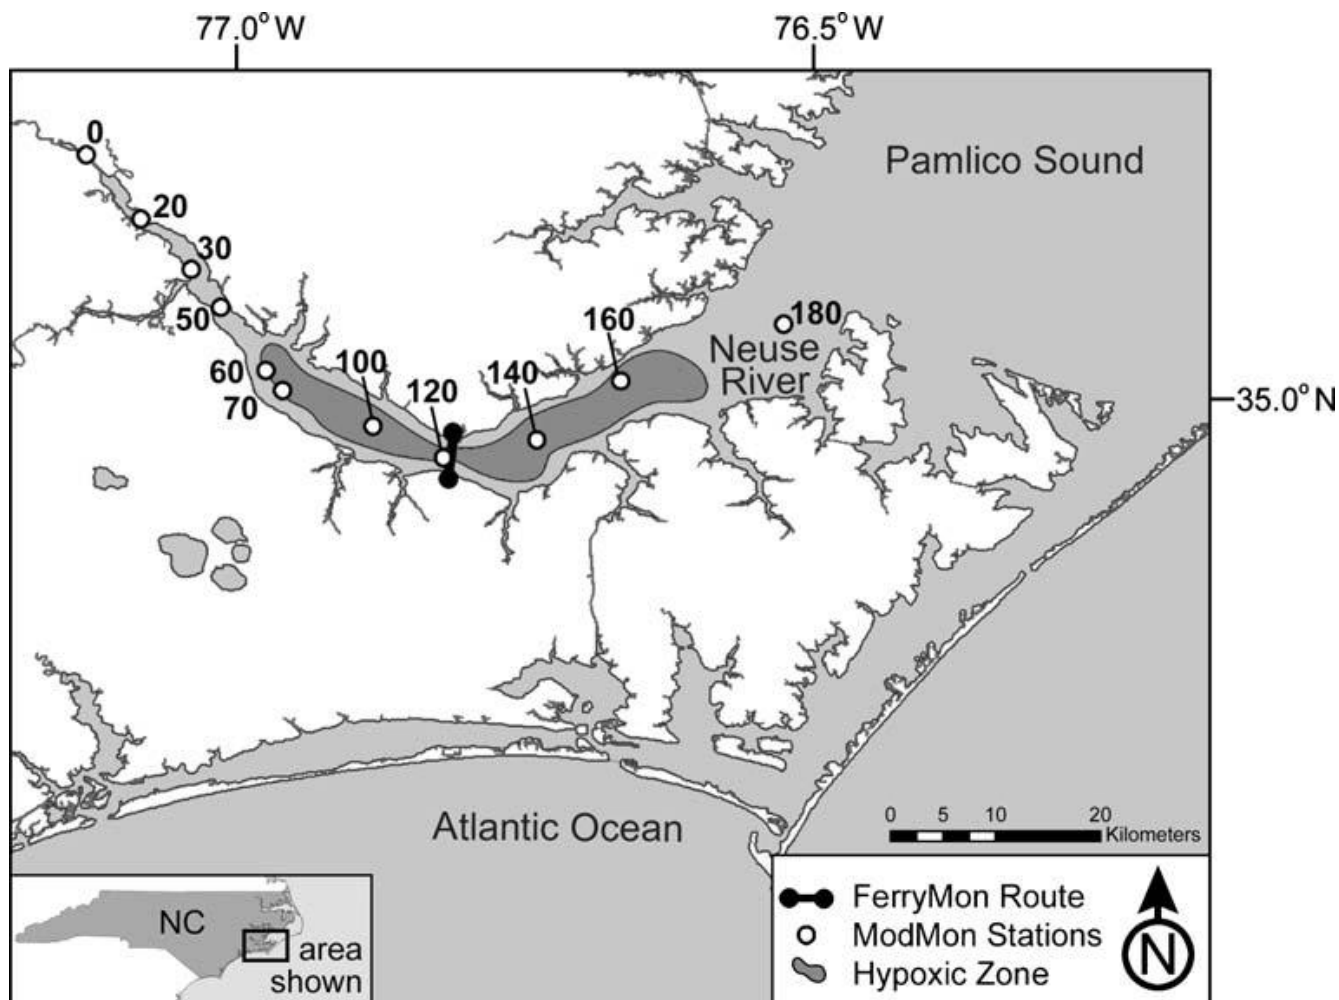 77.0°W
76.5°W
Pamlico Sound
0
20
30
50
60
70
100
120
140
160
180
Neuse
River
35.0°N
Atlantic Ocean
0 5 10 20
Kilometers
FerryMon Route
ModMon Stations
Hypoxic Zone
N
NC
area
shown